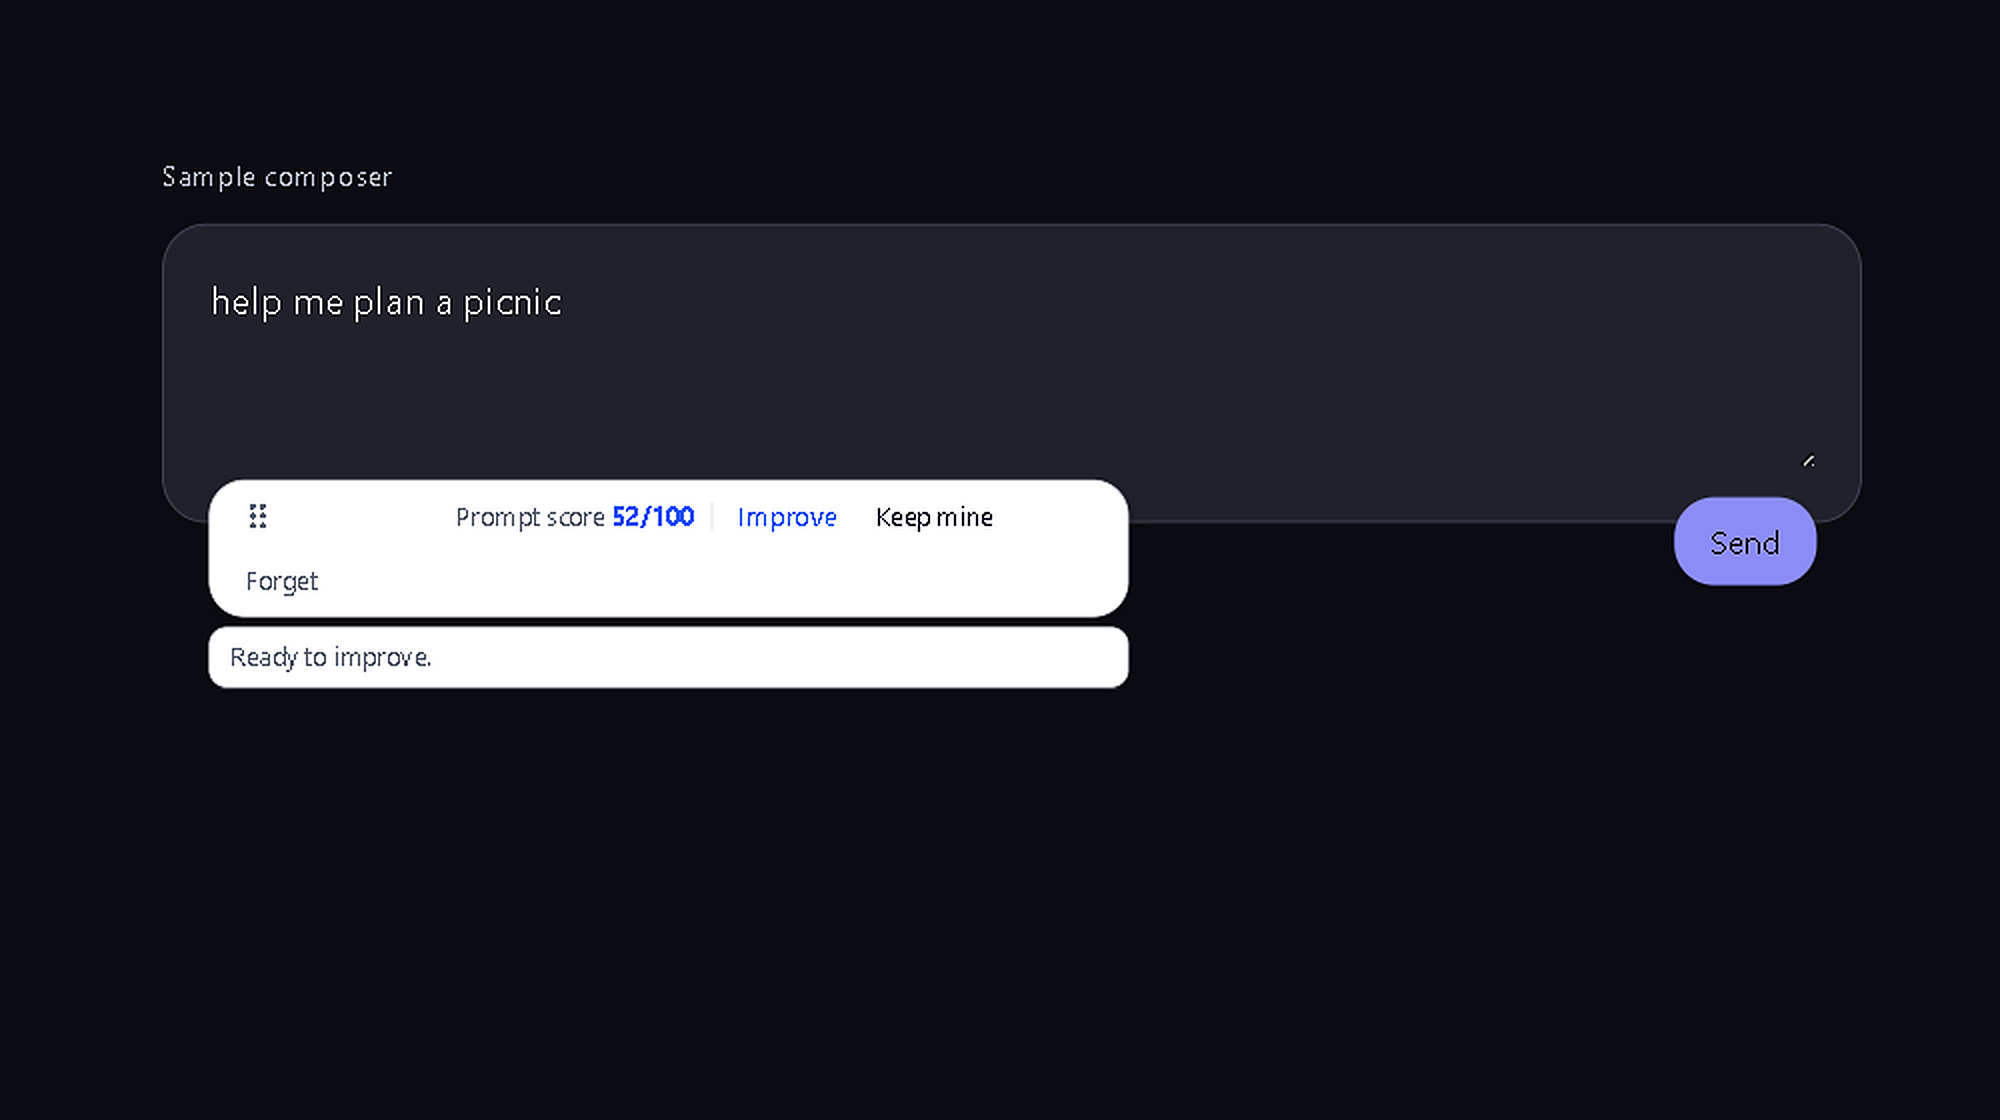 Sample composer
help me plan a picnic
Prompt score 52/100 Improve Keep mine
Send
Forget
Ready to improve.